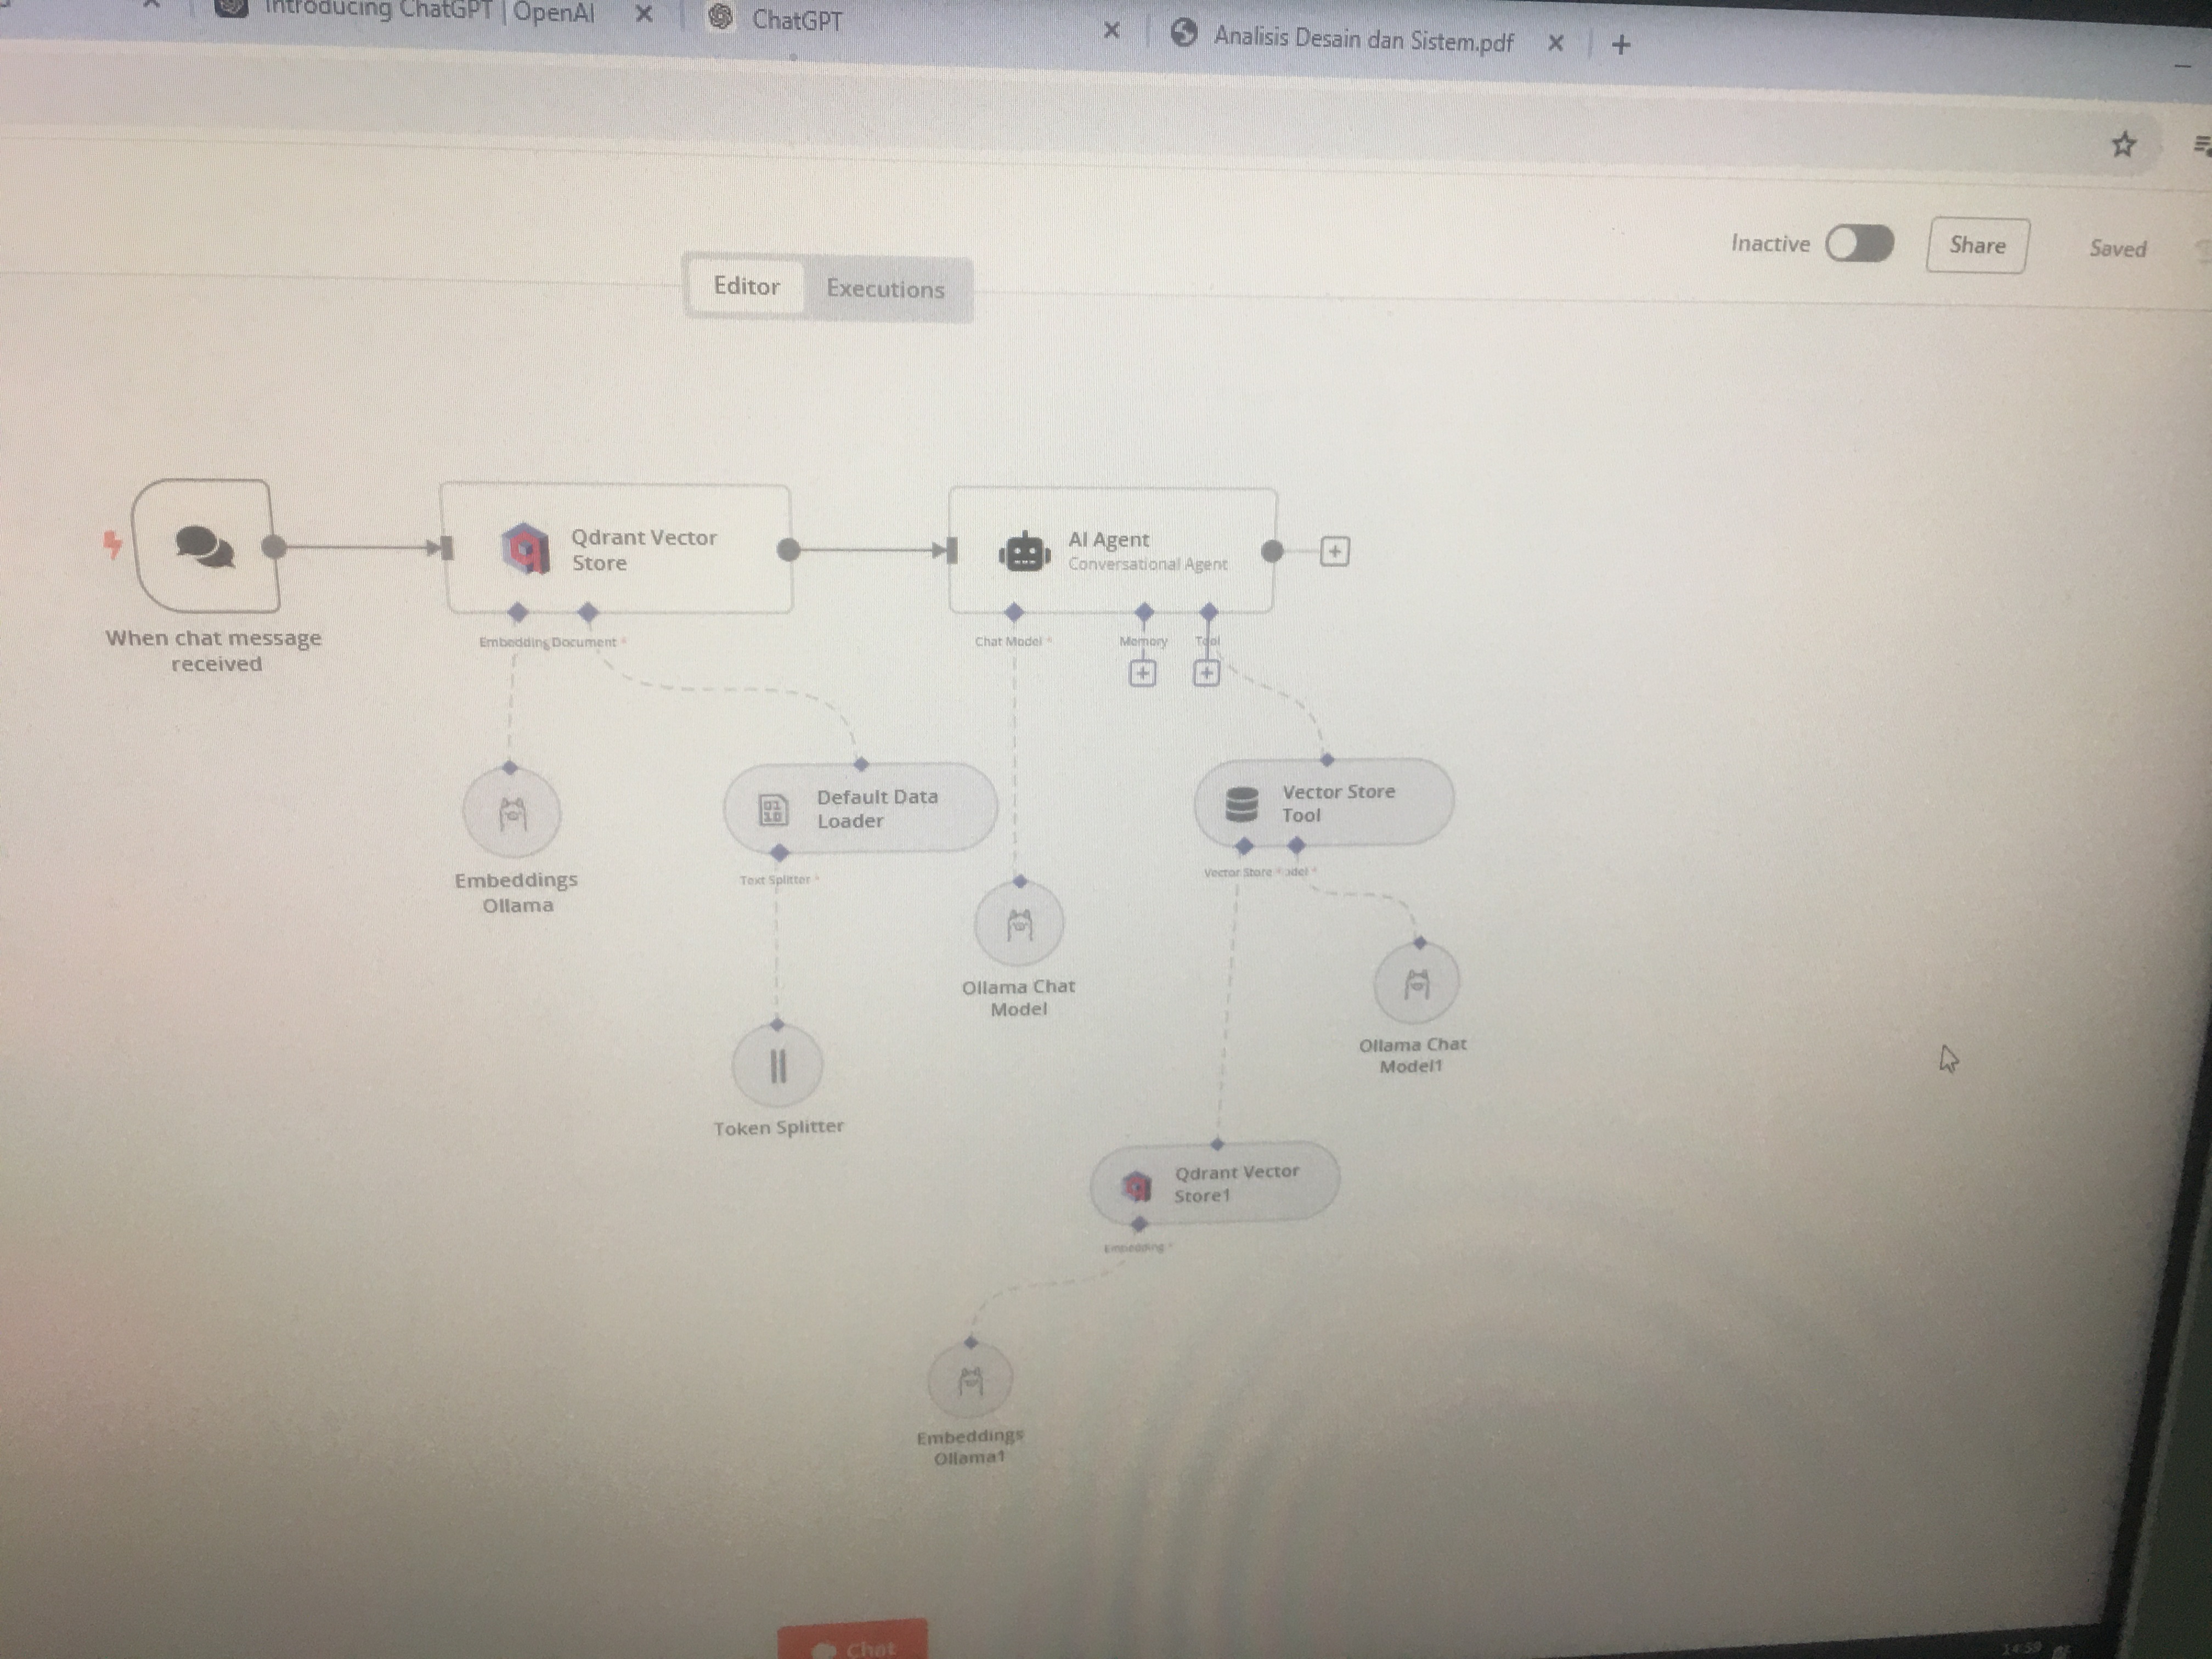 Introducing ChatGPT | OpenAI
ChatGPT
Analisis Desain dan Sistem.pdf
Inactive
Share
Saved
Editor
Executions
When chat message
received
Qdrant Vector
Store
Embedding
Document *
AI Agent
Conversational Agent
Chat Model *
Memory
Tool
Embeddings
Ollama
Default Data
Loader
Text Splitter *
Token Splitter
Ollama Chat
Model
Vector Store
Tool
Vector Store *
odel *
Ollama Chat
Model1
Qdrant Vector
Store1
Embedding *
Embeddings
Ollama1
Chat
14:59